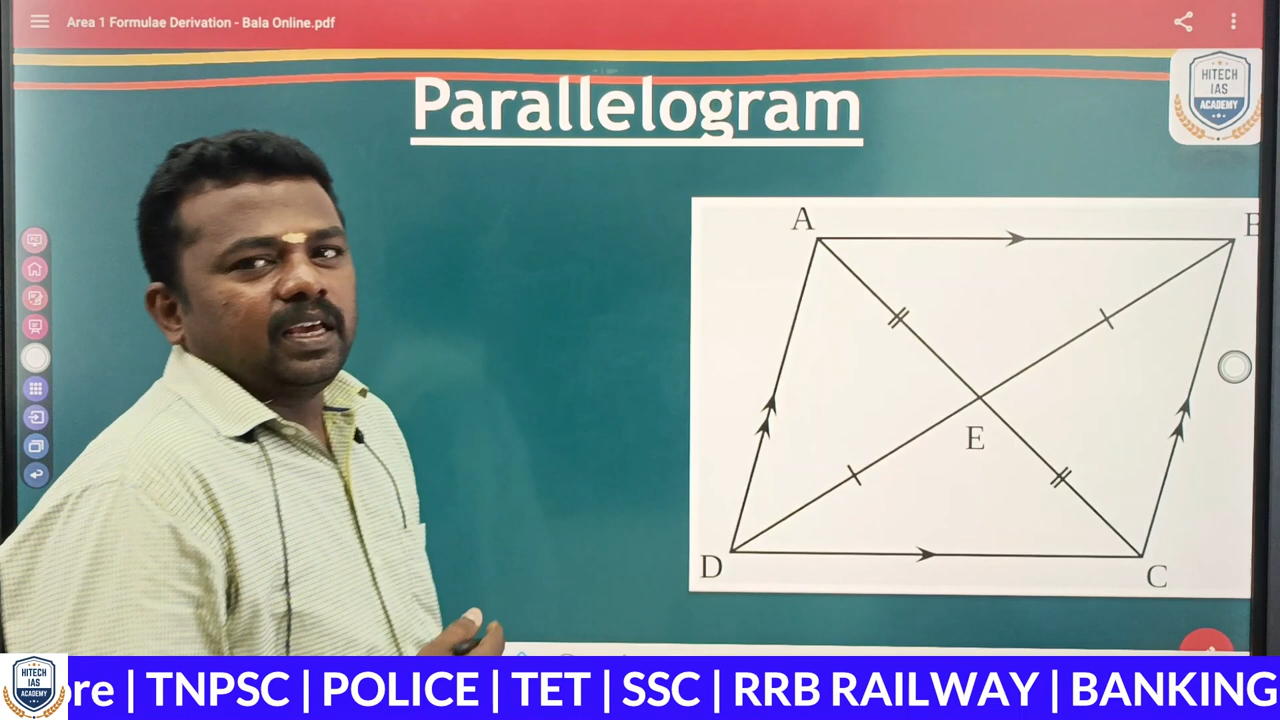 Area 1 Formulae Derivation - Bala Online.pdf
HITECH
IAS
ACADEMY
Parallelogram
A
B
E
D
C
HITECH
IAS
ACADEMY
ore | TNPSC | POLICE | TET | SSC | RRB RAILWAY | BANKING